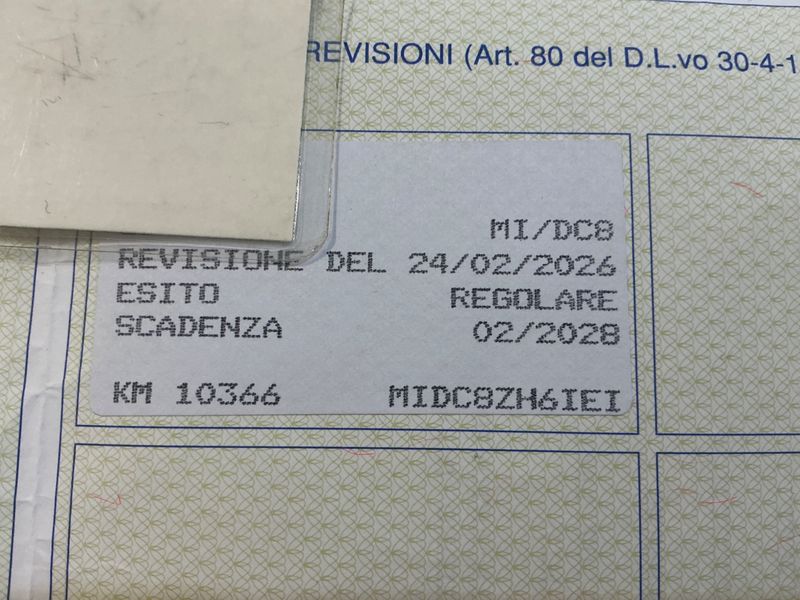 REVISIONI (Art. 80 del D.L.vo 30-4-1
MI/DC8
REVISIONE DEL 24/02/2026
ESITO REGOLARE
SCADENZA 02/2028
KM 10366 MIDC8ZH6IEI